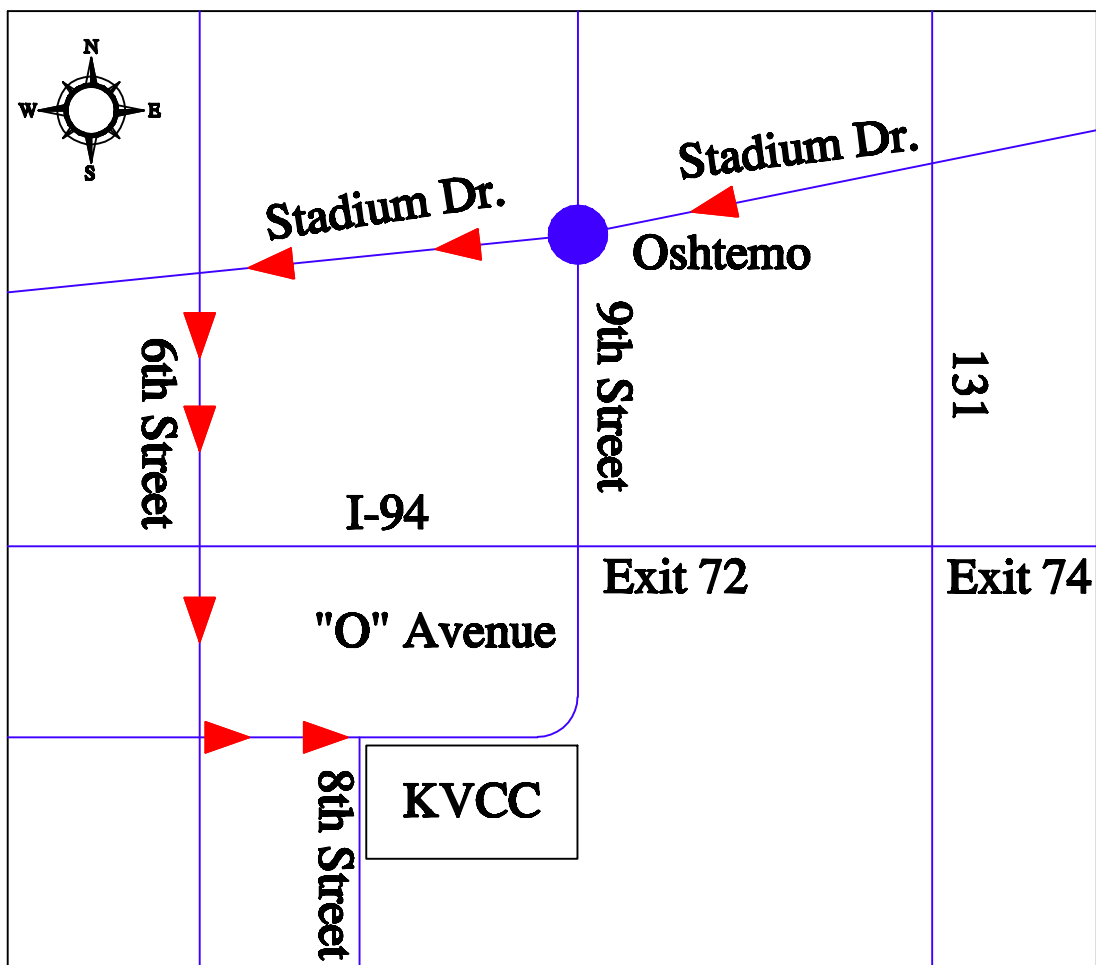 N
W E
S
Stadium Dr.
Stadium Dr.
Oshtemo
9th Street
131
6th Street
I-94
Exit 72
Exit 74
"O" Avenue
8th Street
KVCC